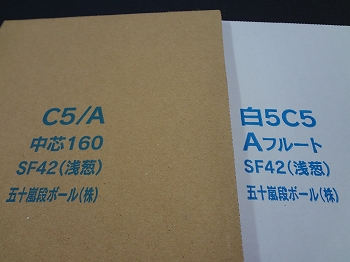 C5/A
中芯160
SF42(浅葱)
五十嵐段ボール(株)
白5C5
Aフルート
SF42(浅葱)
五十嵐段ボール(株)